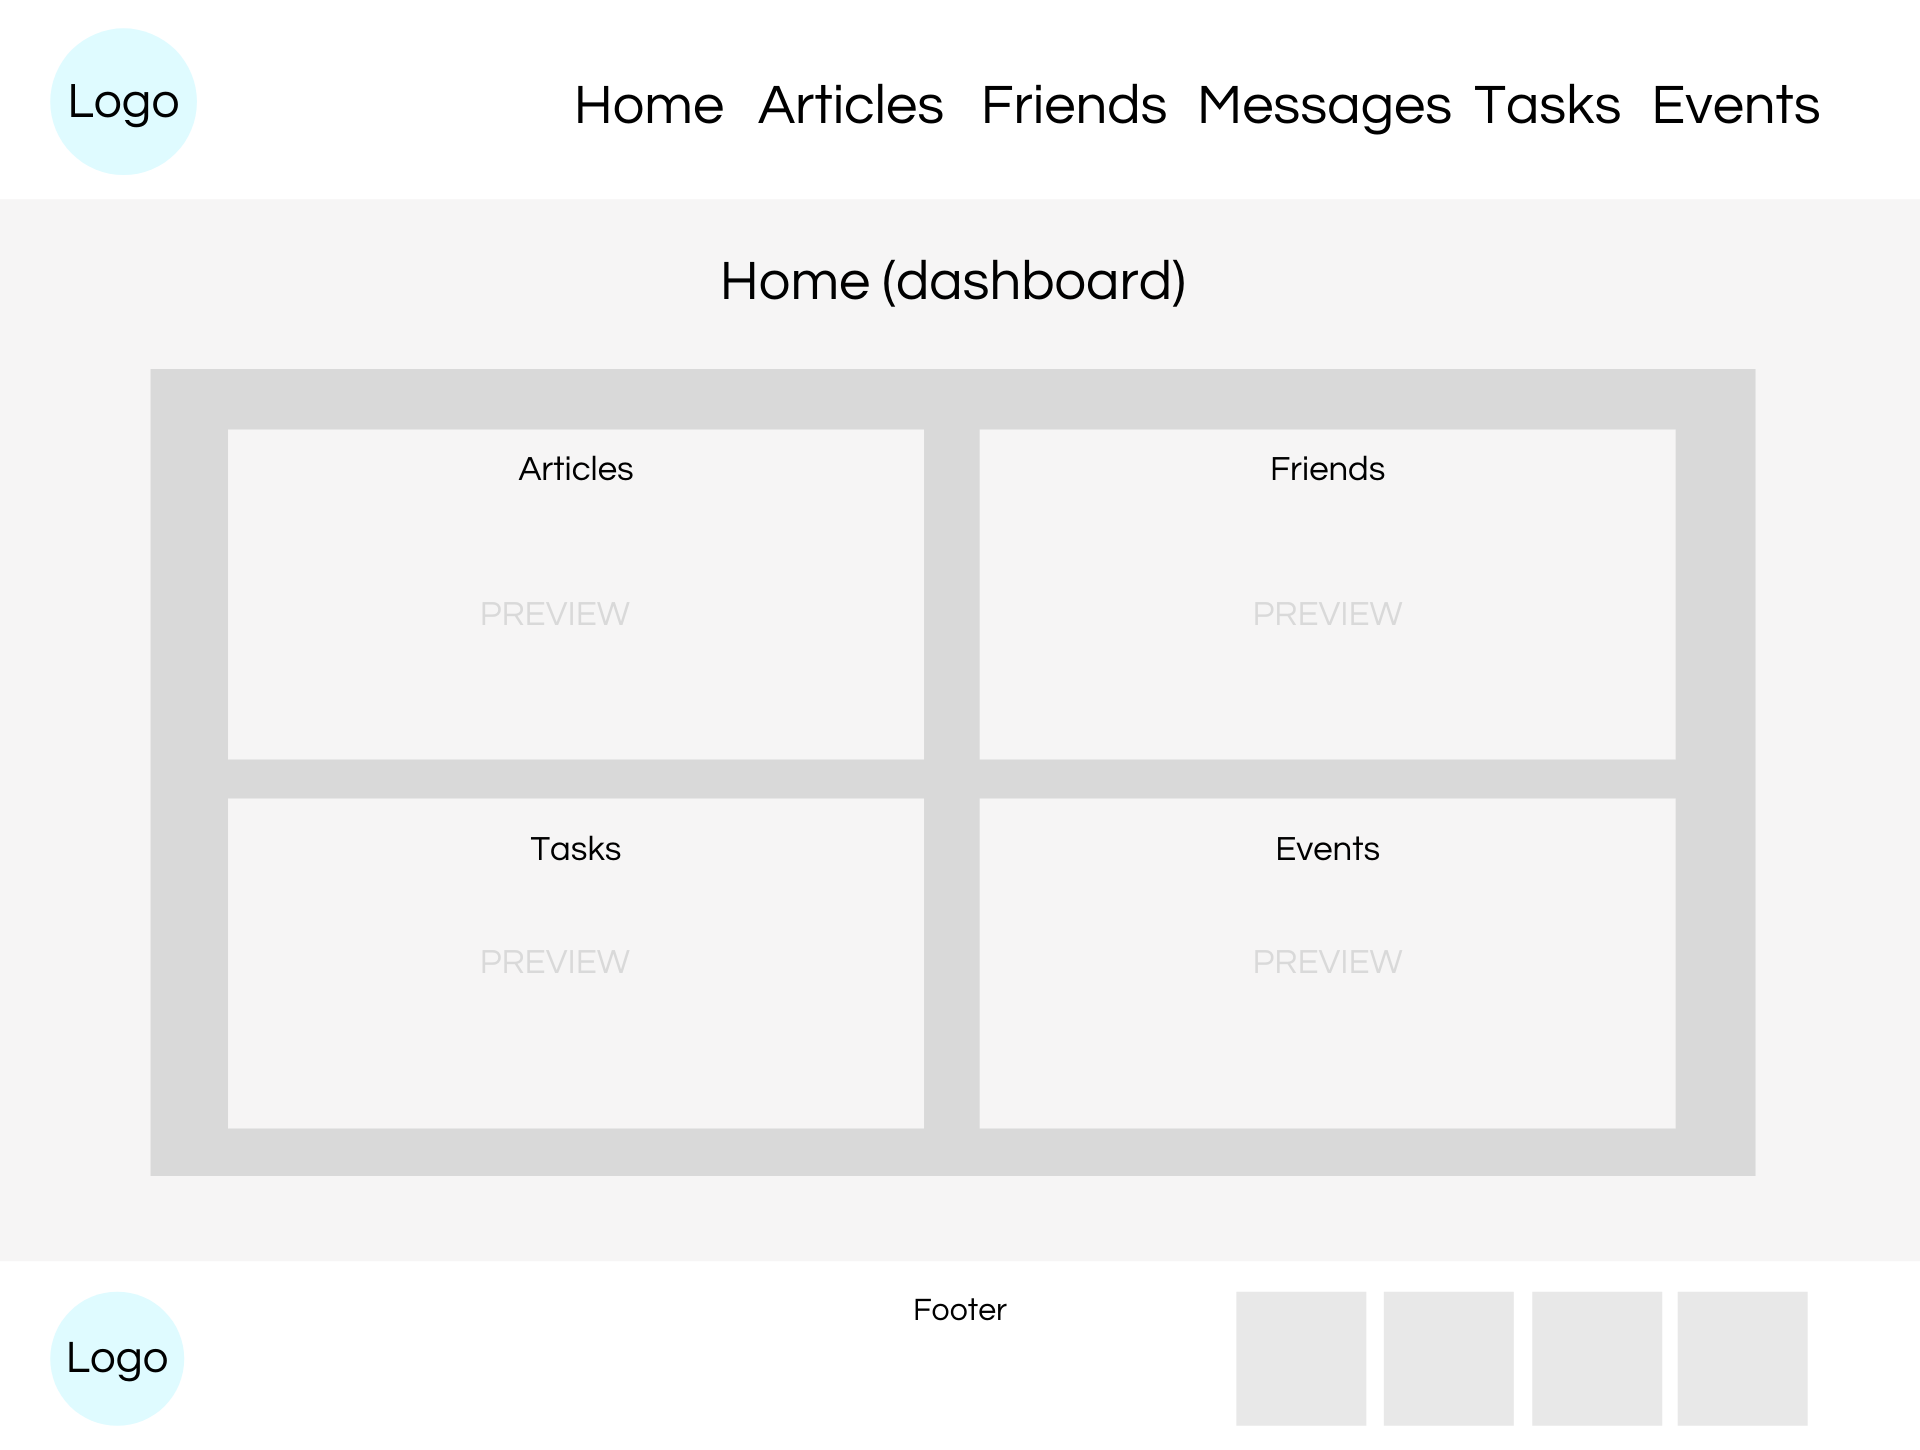 Logo
Home Articles Friends Messages Tasks Events
Home (dashboard)
Articles
PREVIEW
Friends
PREVIEW
Tasks
PREVIEW
Events
PREVIEW
Logo
Footer